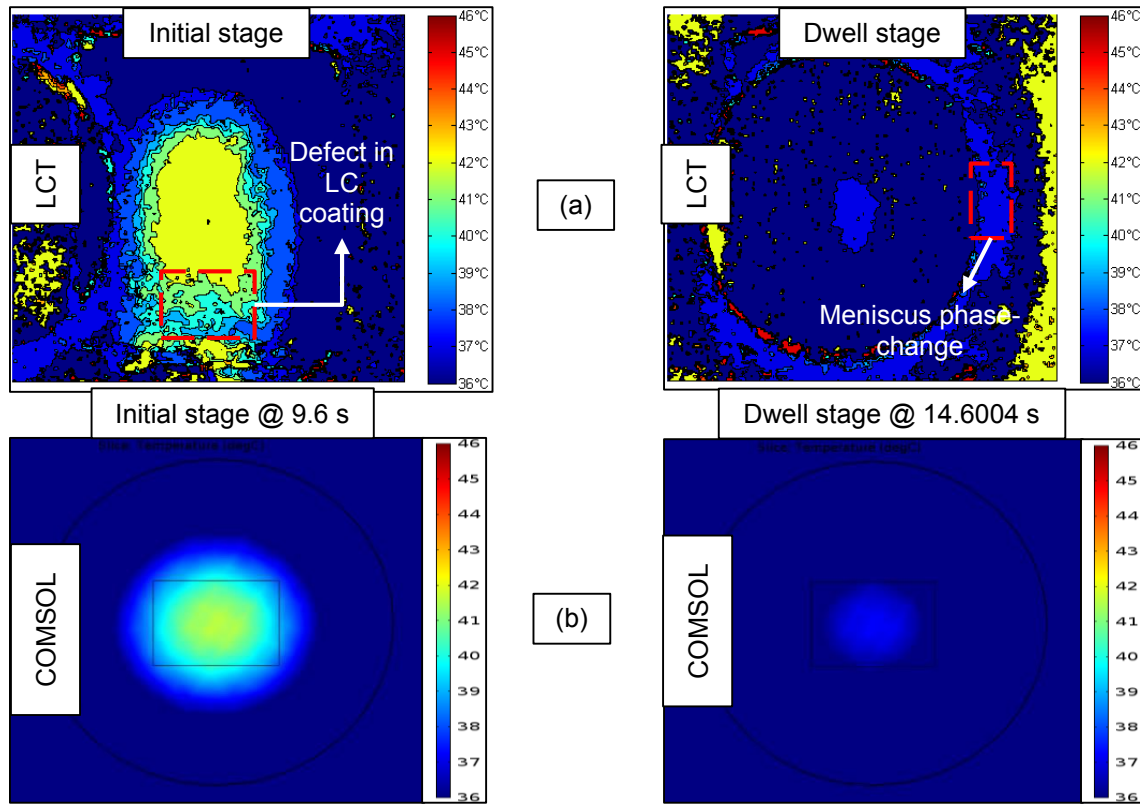 Initial stage
46°C
45°C
44°C
43°C
42°C
41°C
40°C
39°C
38°C
37°C
36°C
LCT
Defect in
LC
coating
(a)
Dwell stage
46°C
45°C
44°C
43°C
42°C
41°C
40°C
39°C
38°C
37°C
36°C
LCT
Meniscus phase-
change
Initial stage @ 9.6 s
46
45
44
43
42
41
40
39
38
37
36
COMSOL
(b)
Dwell stage @ 14.6004 s
46
45
44
43
42
41
40
39
38
37
36
COMSOL